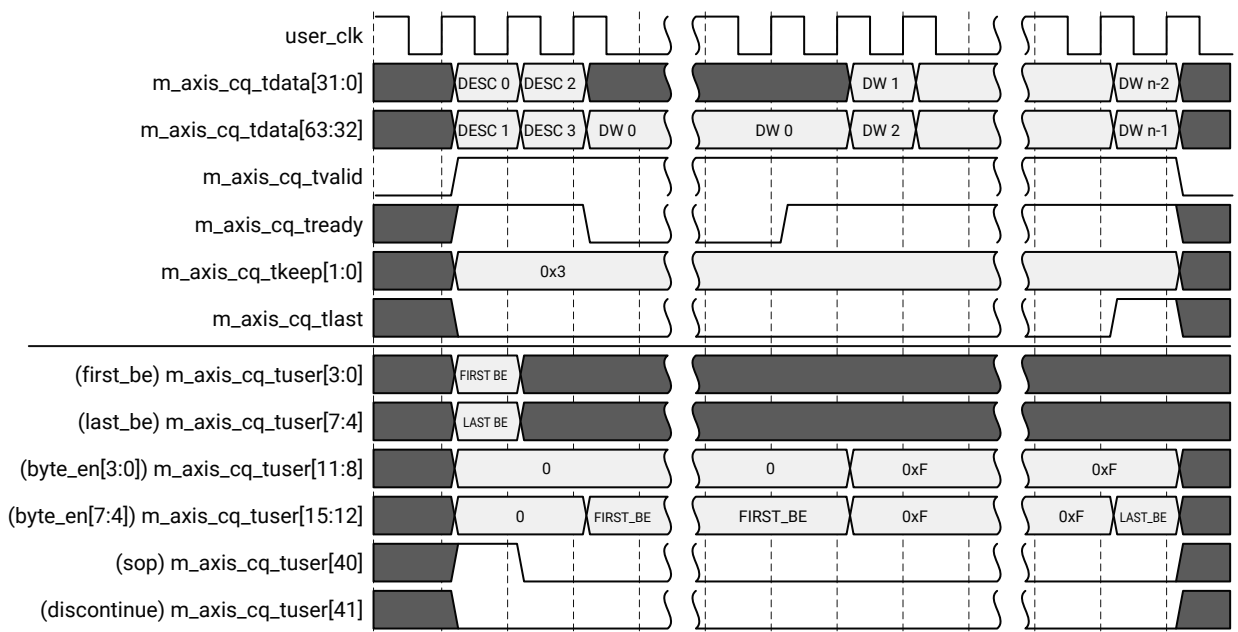 user_clk
m_axis_cq_tdata[31:0] DESC 0 DESC 2 DW 1 DW n-2
m_axis_cq_tdata[63:32] DESC 1 DESC 3 DW 0 DW 0 DW 2 DW n-1
m_axis_cq_tvalid
m_axis_cq_tready
m_axis_cq_tkeep[1:0] 0x3
m_axis_cq_tlast
(first_be) m_axis_cq_tuser[3:0] FIRST BE
(last_be) m_axis_cq_tuser[7:4] LAST BE
(byte_en[3:0]) m_axis_cq_tuser[11:8] 0 0 0xF 0xF
(byte_en[7:4]) m_axis_cq_tuser[15:12] 0 FIRST_BE FIRST_BE 0xF 0xF LAST_BE
(sop) m_axis_cq_tuser[40]
(discontinue) m_axis_cq_tuser[41]